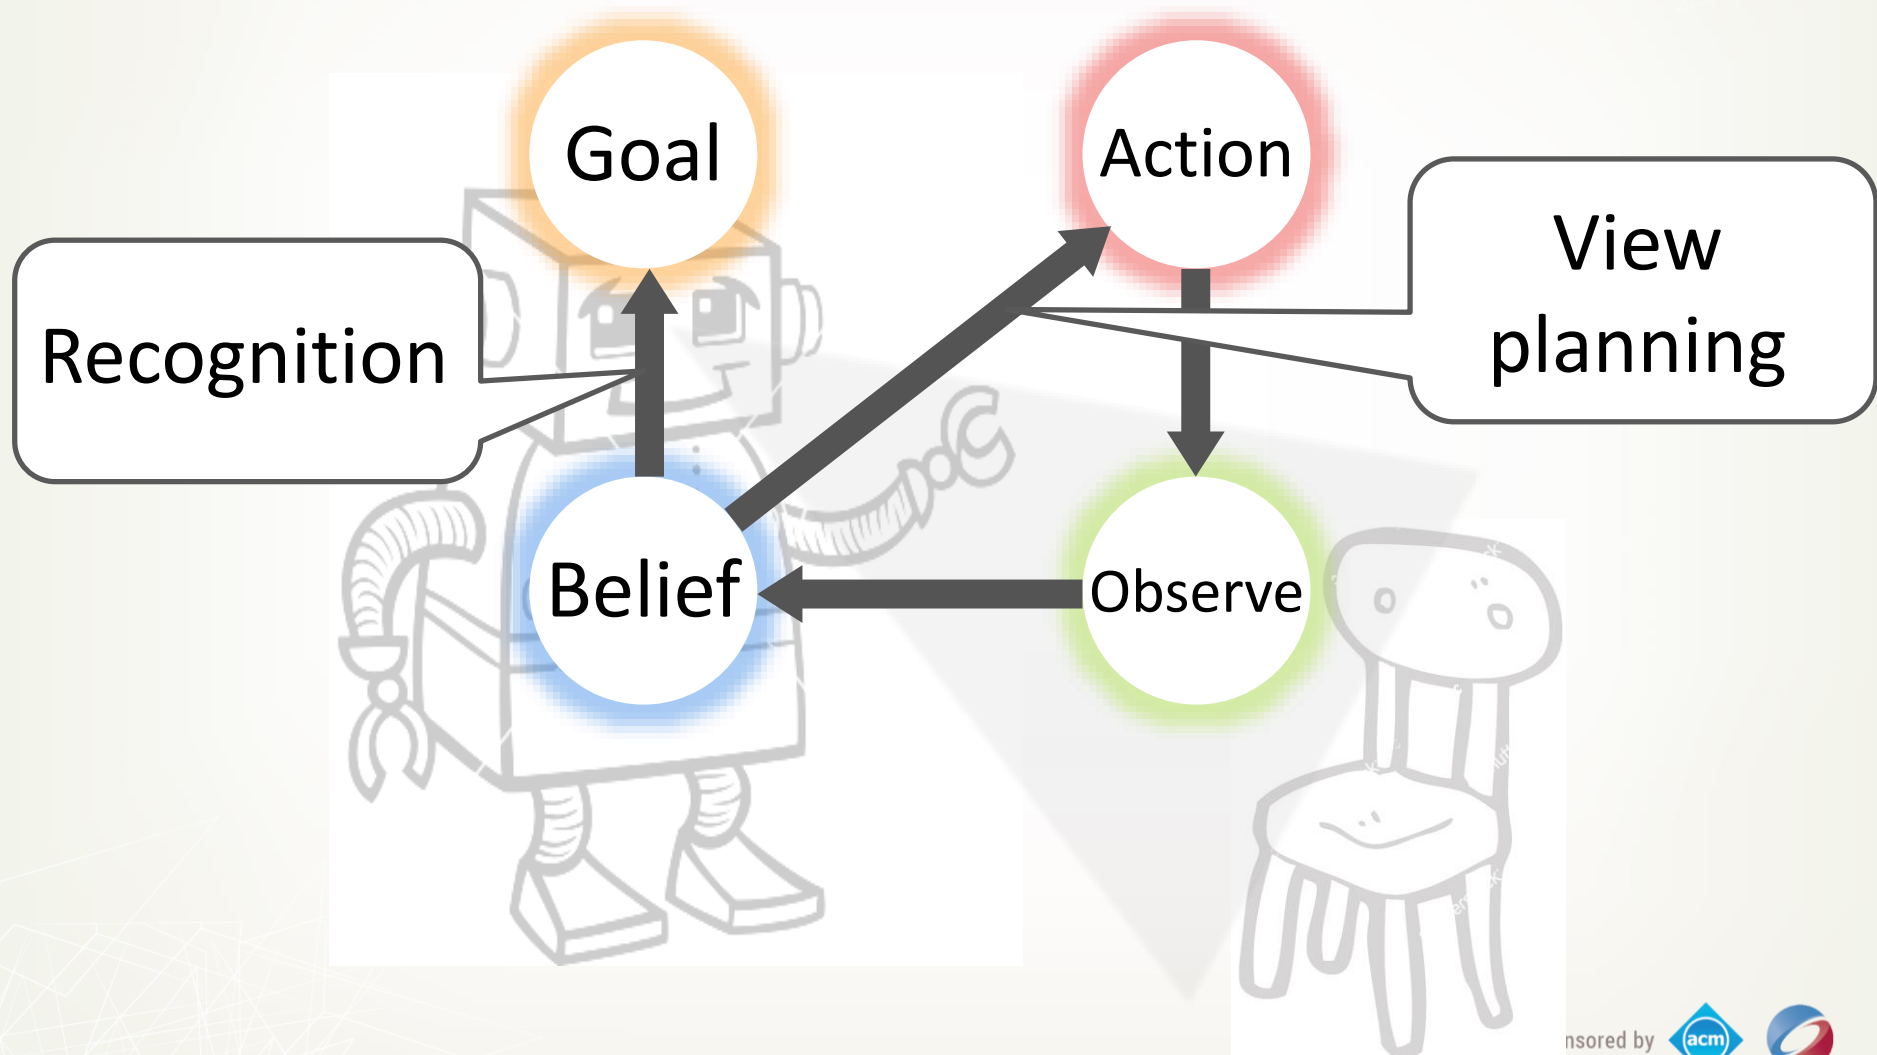 Goal
Action
View
planning
Recognition
Belief
Observe
nsored by
acm